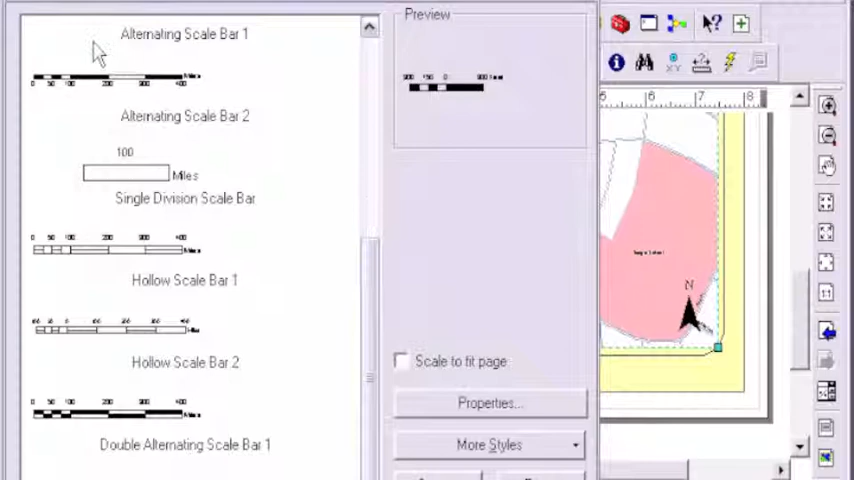 Alternating Scale Bar 1
Alternating Scale Bar 2
100
Miles
Single Division Scale Bar
Hollow Scale Bar 1
Hollow Scale Bar 2
Double Alternating Scale Bar 1
Preview
Scale to fit page
Properties...
More Styles
6 7 8
N
1:1